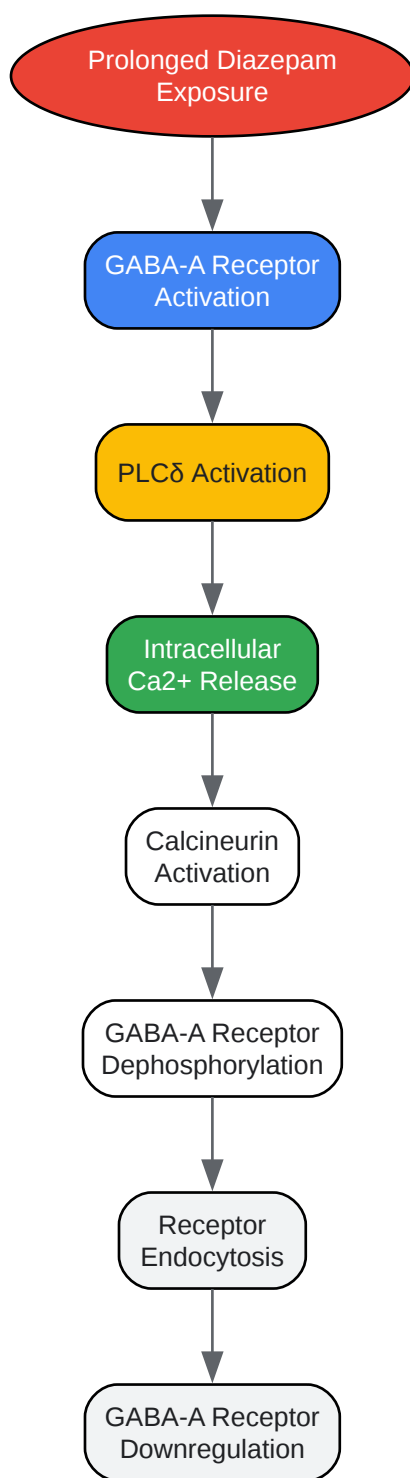 Prolonged Diazepam
Exposure
GABA-A Receptor
Activation
PLCδ Activation
Intracellular
Ca2+ Release
Calcineurin
Activation
GABA-A Receptor
Dephosphorylation
Receptor
Endocytosis
GABA-A Receptor
Downregulation